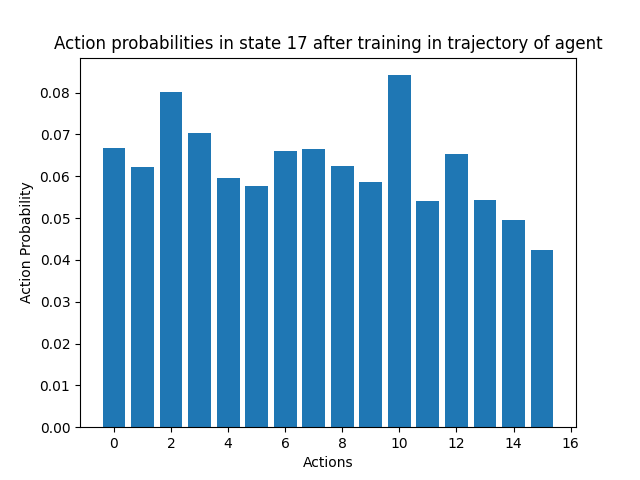 Action probabilities in state 17 after training in trajectory of agent
0.08
0.07
0.06
0.05
0.04
0.03
0.02
0.01
0.00
Action Probability
0 2 4 6 8 10 12 14 16
Actions